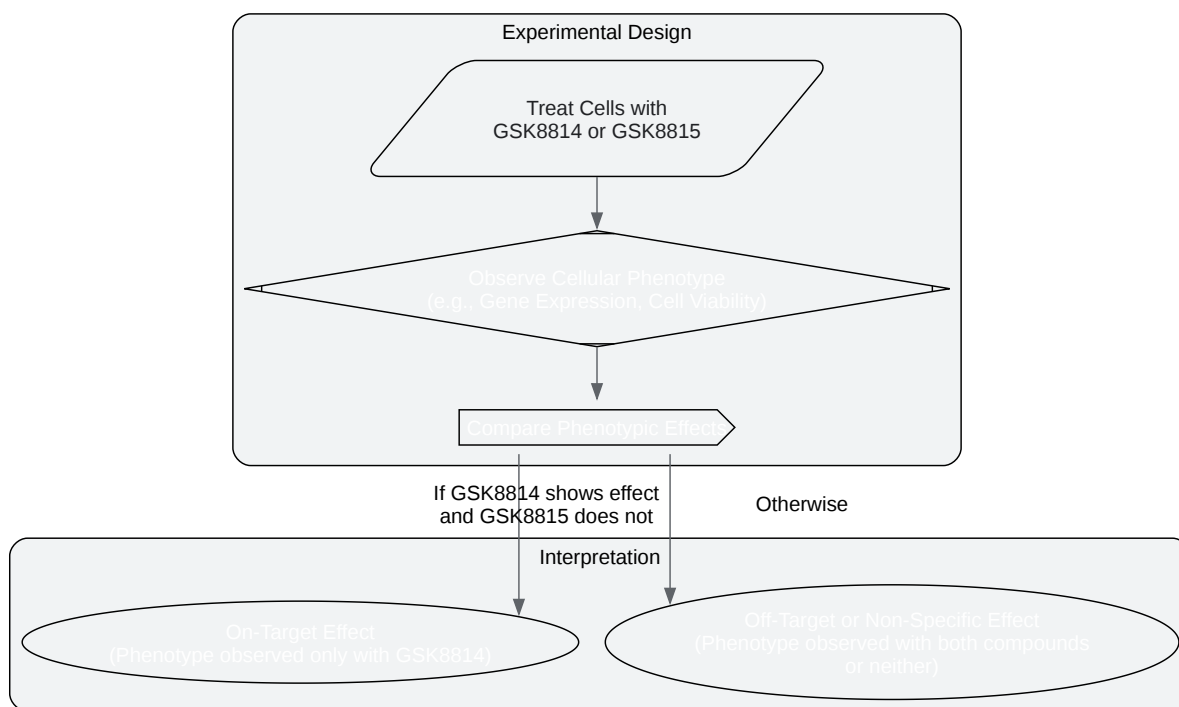 Experimental Design
Treat Cells with
GSK8814 or GSK8815
Observe Cellular Phenotype
(e.g., Gene Expression, Cell Viability)
Compare Phenotypic Effects
If GSK8814 shows effect
and GSK8815 does not
Otherwise
Interpretation
On-Target Effect
(Phenotype observed only with GSK8814)
Off-Target or Non-Specific Effect
(Phenotype observed with both compounds
or neither)